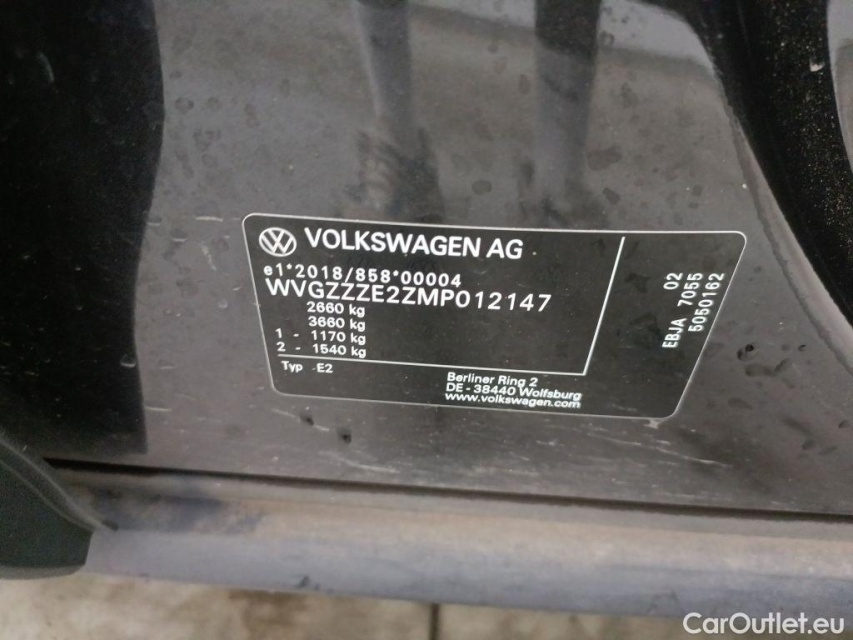 VOLKSWAGEN AG
e1*2018/858*00004
WVGZZZE2ZMP012147
2660 kg
3660 kg
1 - 1170 kg
2 - 1540 kg
Typ E2
Berliner Ring 2
DE - 38440 Wolfsburg
www.volkswagen.com
02
EBJA 7055
5050162
CarOutlet.eu